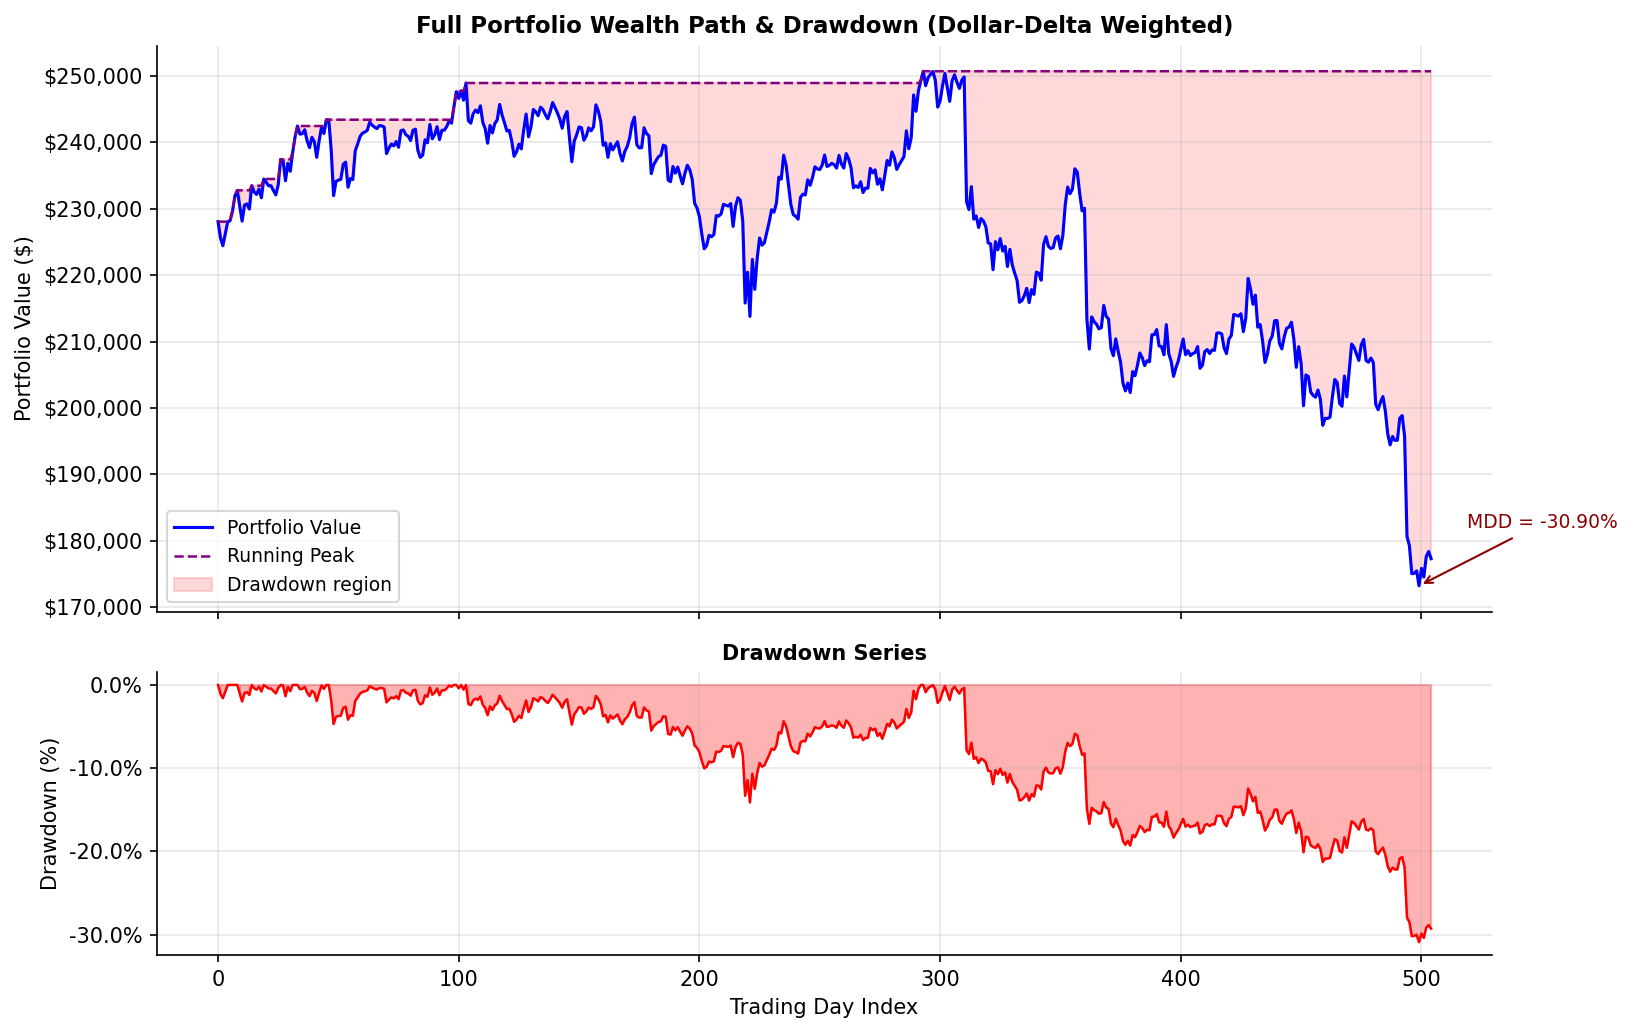 Full Portfolio Wealth Path & Drawdown (Dollar-Delta Weighted)
Portfolio Value ($)
$250,000
$240,000
$230,000
$220,000
$210,000
$200,000
$190,000
$180,000
$170,000
Portfolio Value
Running Peak
Drawdown region
MDD = -30.90%
Drawdown Series
Drawdown (%)
0.0%
-10.0%
-20.0%
-30.0%
0 100 200 300 400 500
Trading Day Index